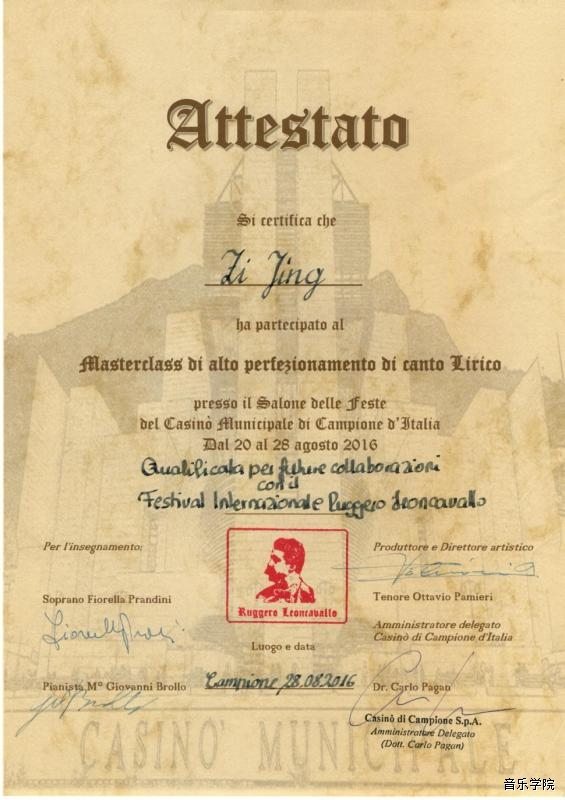 Attestato
Si certifica che
Zi Jing
ha partecipato al
Masterclass di alto perfezionamento di canto Lirico
presso il Salone delle Feste
del Casinò Municipale di Campione d'Italia
Dal 20 al 28 agosto 2016
Qualificata per future collaborazioni
con il
Festival Internazionale Ruggero Leoncavallo
Per l'insegnamento:
Produttore e Direttore artistico
Ruggero Leoncavallo
Soprano Fiorella Prandini
Tenore Ottavio Pamieri
Amministratore delegato
Casinò di Campione d'Italia
Luogo e data
Pianista M° Giovanni Brollo
Campione, 28.08.2016
Dr. Carlo Pagan
Casinò di Campione S.p.A.
Amministratore Delegato
(Dott. Carlo Pagan)
CASINO' MUNICIPALE
音乐学院